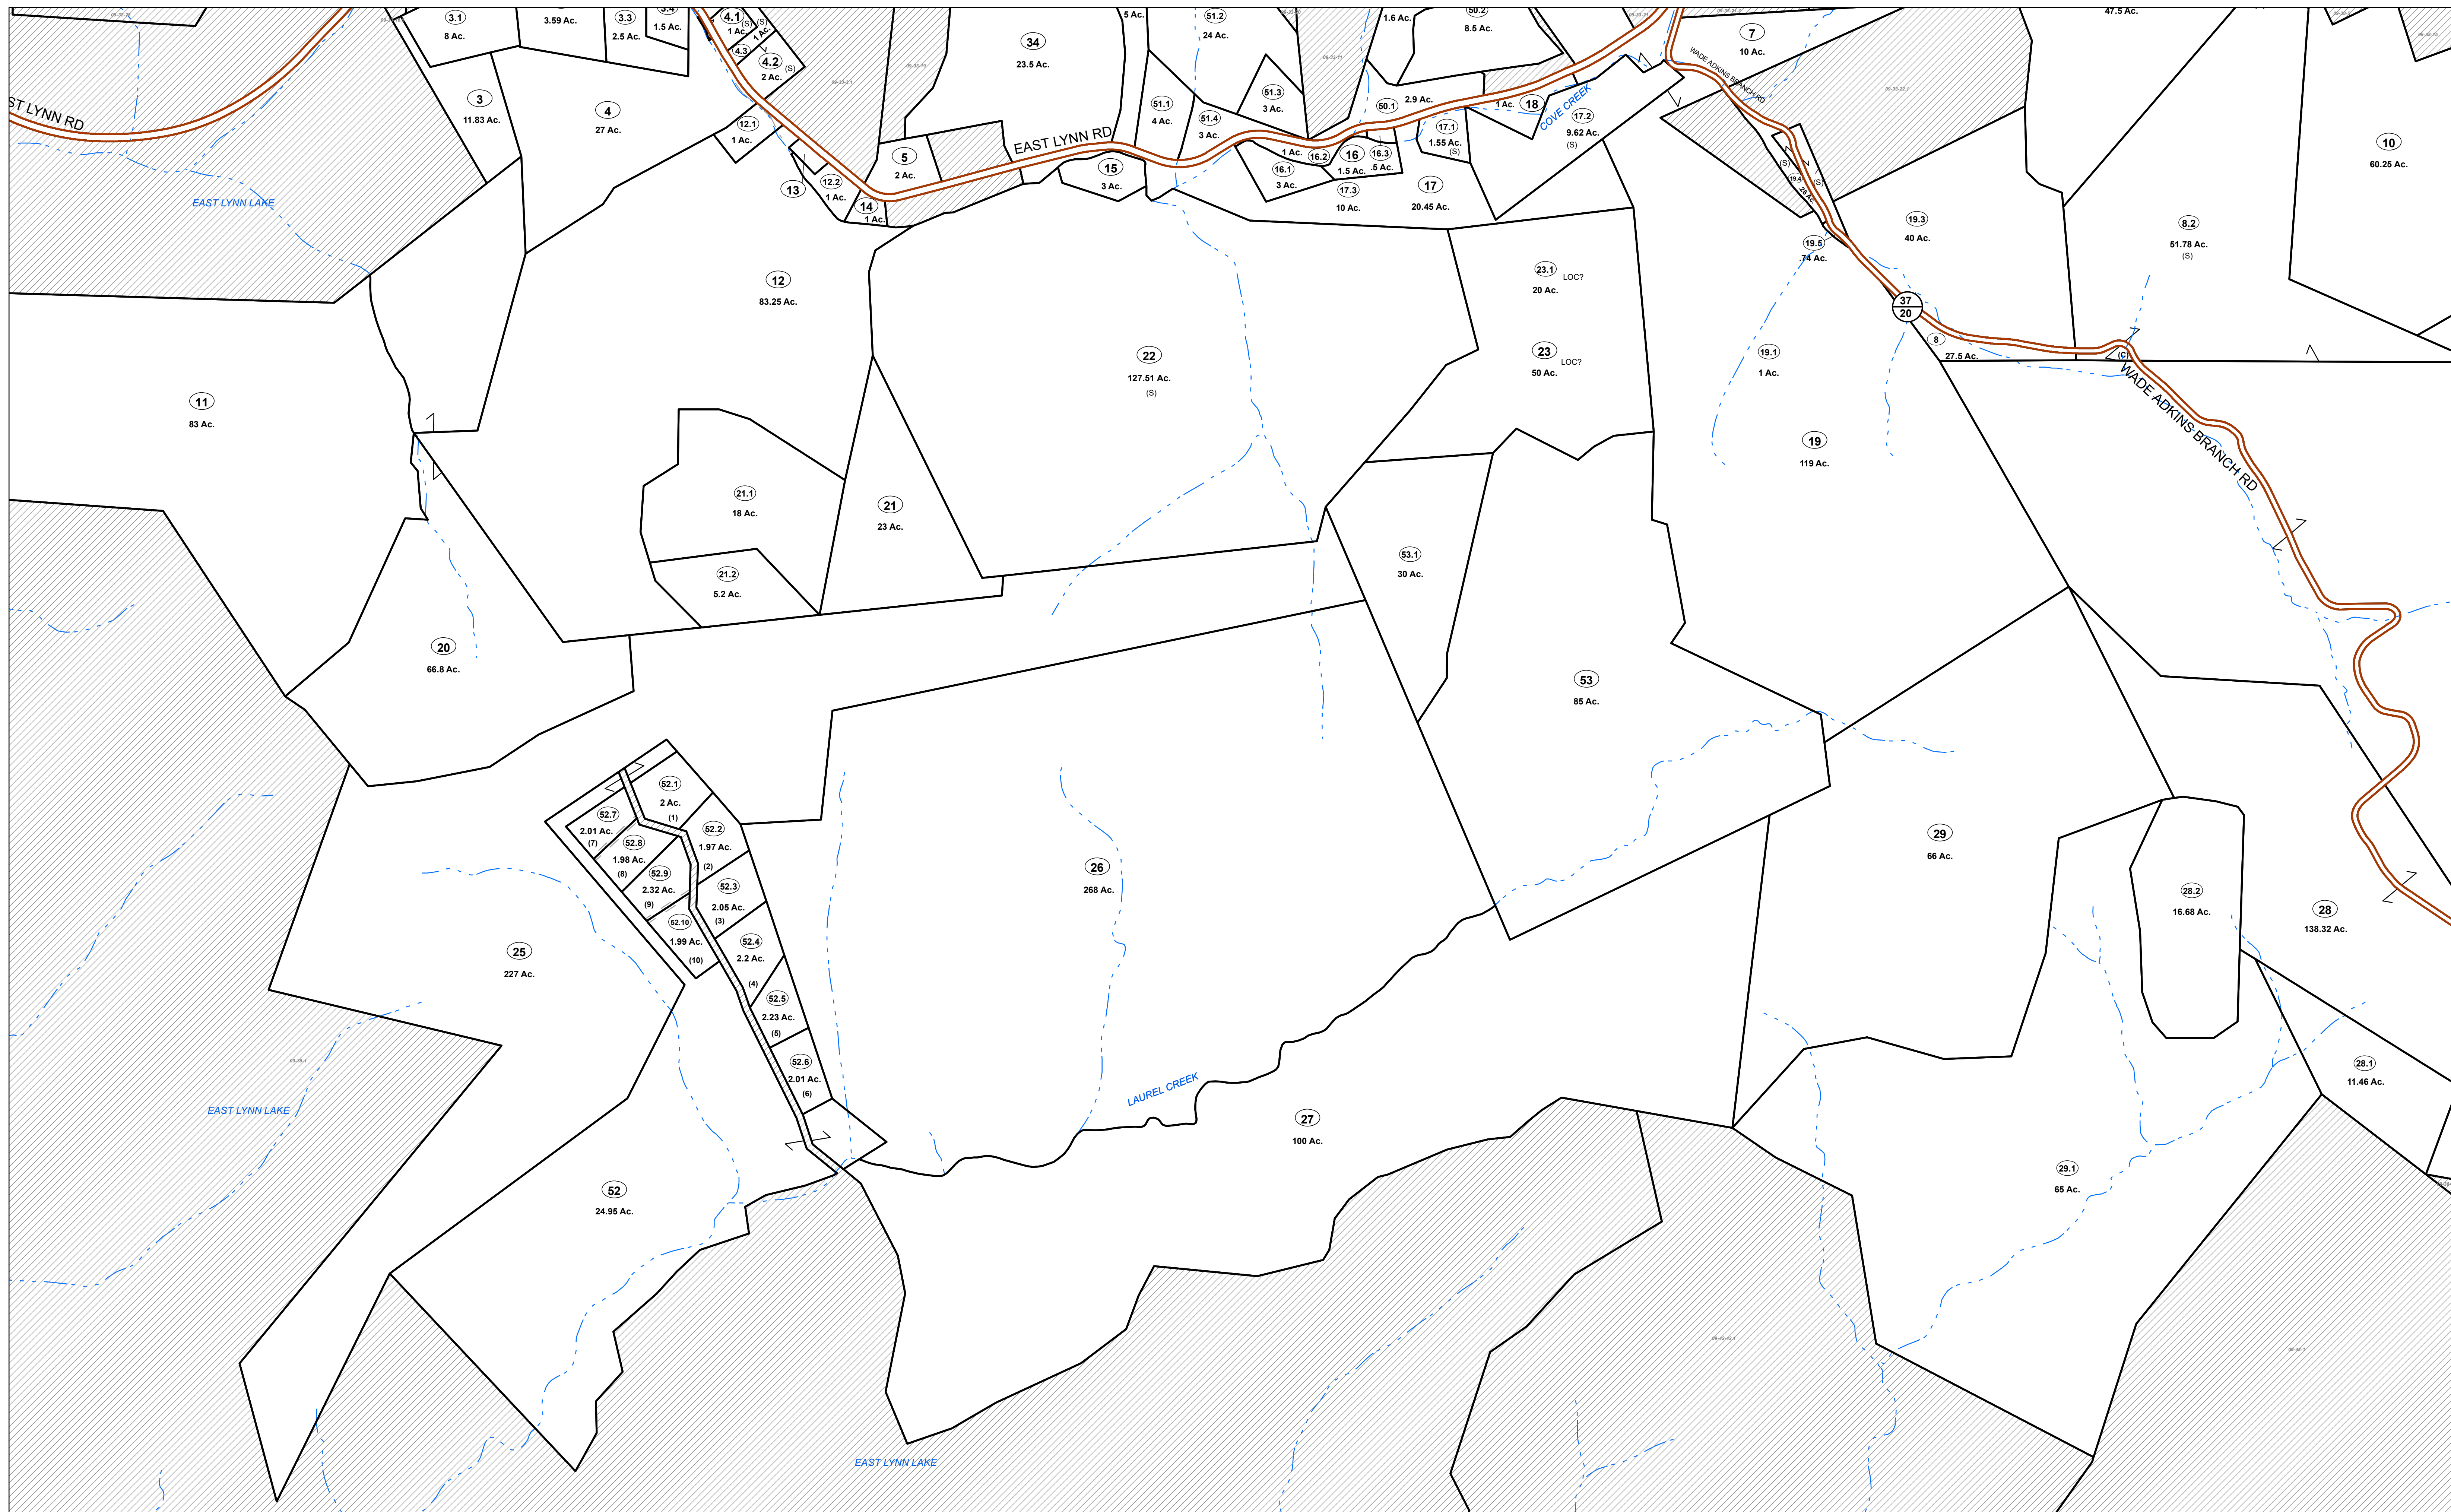 3.1
8 Ac.
3.59 Ac.
3.3
2.5 Ac.
3.4
1.5 Ac.
4.1
(S)
(S)
1 Ac.
1 Ac.
4.3
4.2
(S)
2 Ac.
34
23.5 Ac.
5 Ac.
51.2
24 Ac.
1.6 Ac.
50.2
8.5 Ac.
7
10 Ac.
47.5 Ac.
EAST LYNN LAKE
ST LYNN RD
3
11.83 Ac.
4
27 Ac.
12.1
1 Ac.
13
12.2
1 Ac.
14
1 Ac.
5
2 Ac.
EAST LYNN RD
15
3 Ac.
51.1
4 Ac.
51.3
3 Ac.
51.4
3 Ac.
50.1
2.9 Ac.
1 Ac.
18
COVE CREEK
17.1
1.55 Ac.
(S)
17.2
9.62 Ac.
(S)
1 Ac.
16.2
16
1.5 Ac.
16.3
.5 Ac.
16.1
3 Ac.
17.3
10 Ac.
17
20.45 Ac.
WADE ADKINS BRANCH RD
(S)
19.4
.26 Ac.
(S)
19.5
.74 Ac.
19.3
40 Ac.
8.2
51.78 Ac.
(S)
10
60.25 Ac.
12
83.25 Ac.
23.1
LOC?
20 Ac.
37
20
8
27.5 Ac.
(C)
WADE ADKINS BRANCH RD
11
83 Ac.
22
127.51 Ac.
(S)
23
LOC?
50 Ac.
19.1
1 Ac.
19
119 Ac.
21.1
18 Ac.
21
23 Ac.
21.2
5.2 Ac.
53.1
30 Ac.
20
66.8 Ac.
53
85 Ac.
52.1
2 Ac.
(1)
52.7
2.01 Ac.
(7)
52.2
1.97 Ac.
(2)
52.8
1.98 Ac.
(8)
52.9
2.32 Ac.
(9)
52.3
2.05 Ac.
(3)
52.10
1.99 Ac.
(10)
52.4
2.2 Ac.
(4)
52.5
2.23 Ac.
(5)
52.6
2.01 Ac.
(6)
26
268 Ac.
29
66 Ac.
28.2
16.68 Ac.
28
138.32 Ac.
25
227 Ac.
09-35-1
EAST LYNN LAKE
LAUREL CREEK
27
100 Ac.
28.1
11.46 Ac.
29.1
65 Ac.
52
24.95 Ac.
EAST LYNN LAKE